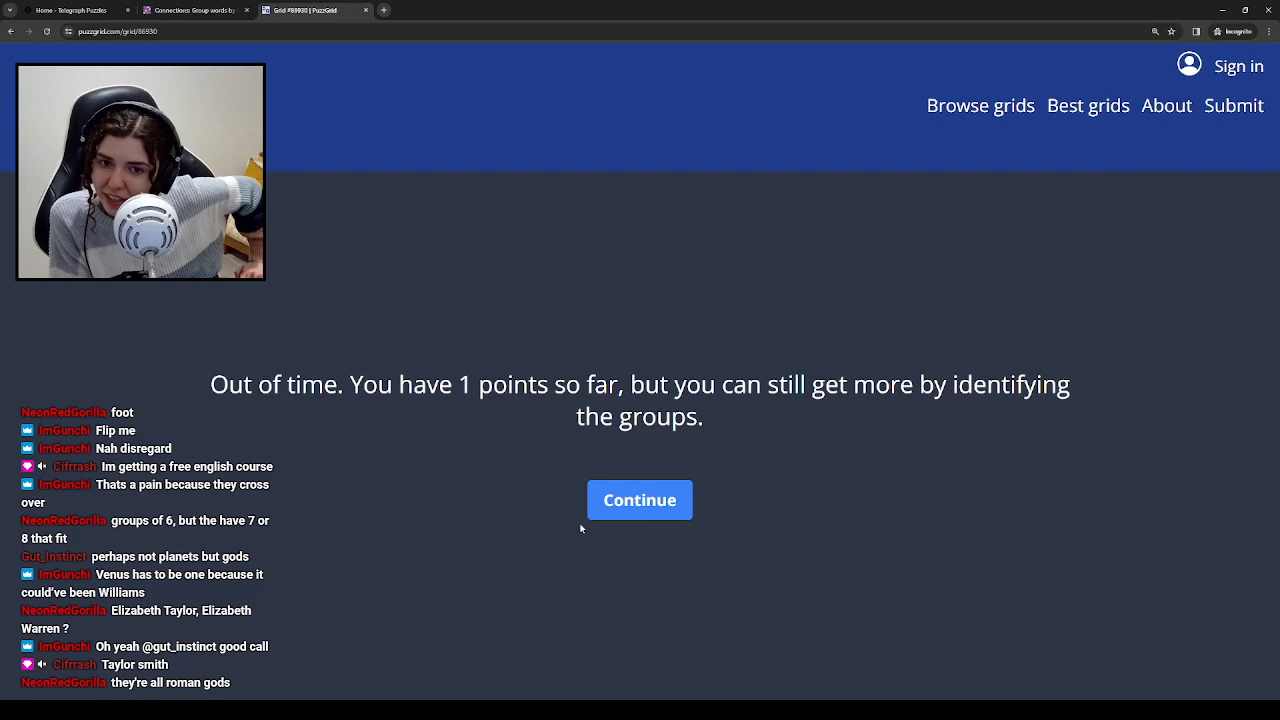 Home - Telegraph Puzzles
Connections: Group words by
Grid #86930 | PuzzGrid
puzzgrid.com/grid/86930
Incognito
Sign in
Browse grids Best grids About Submit
Out of time. You have 1 points so far, but you can still get more by identifying
the groups.
Continue
NeonRedGorilla foot
ImGunchi Flip me
ImGunchi Nah disregard
Cifrrash Im getting a free english course
ImGunchi Thats a pain because they cross
over
NeonRedGorilla groups of 6, but the have 7 or
8 that fit
Gut_Instinct perhaps not planets but gods
ImGunchi Venus has to be one because it
could've been Williams
NeonRedGorilla Elizabeth Taylor, Elizabeth
Warren ?
ImGunchi Oh yeah @gut_instinct good call
Cifrrash Taylor smith
NeonRedGorilla they're all roman gods